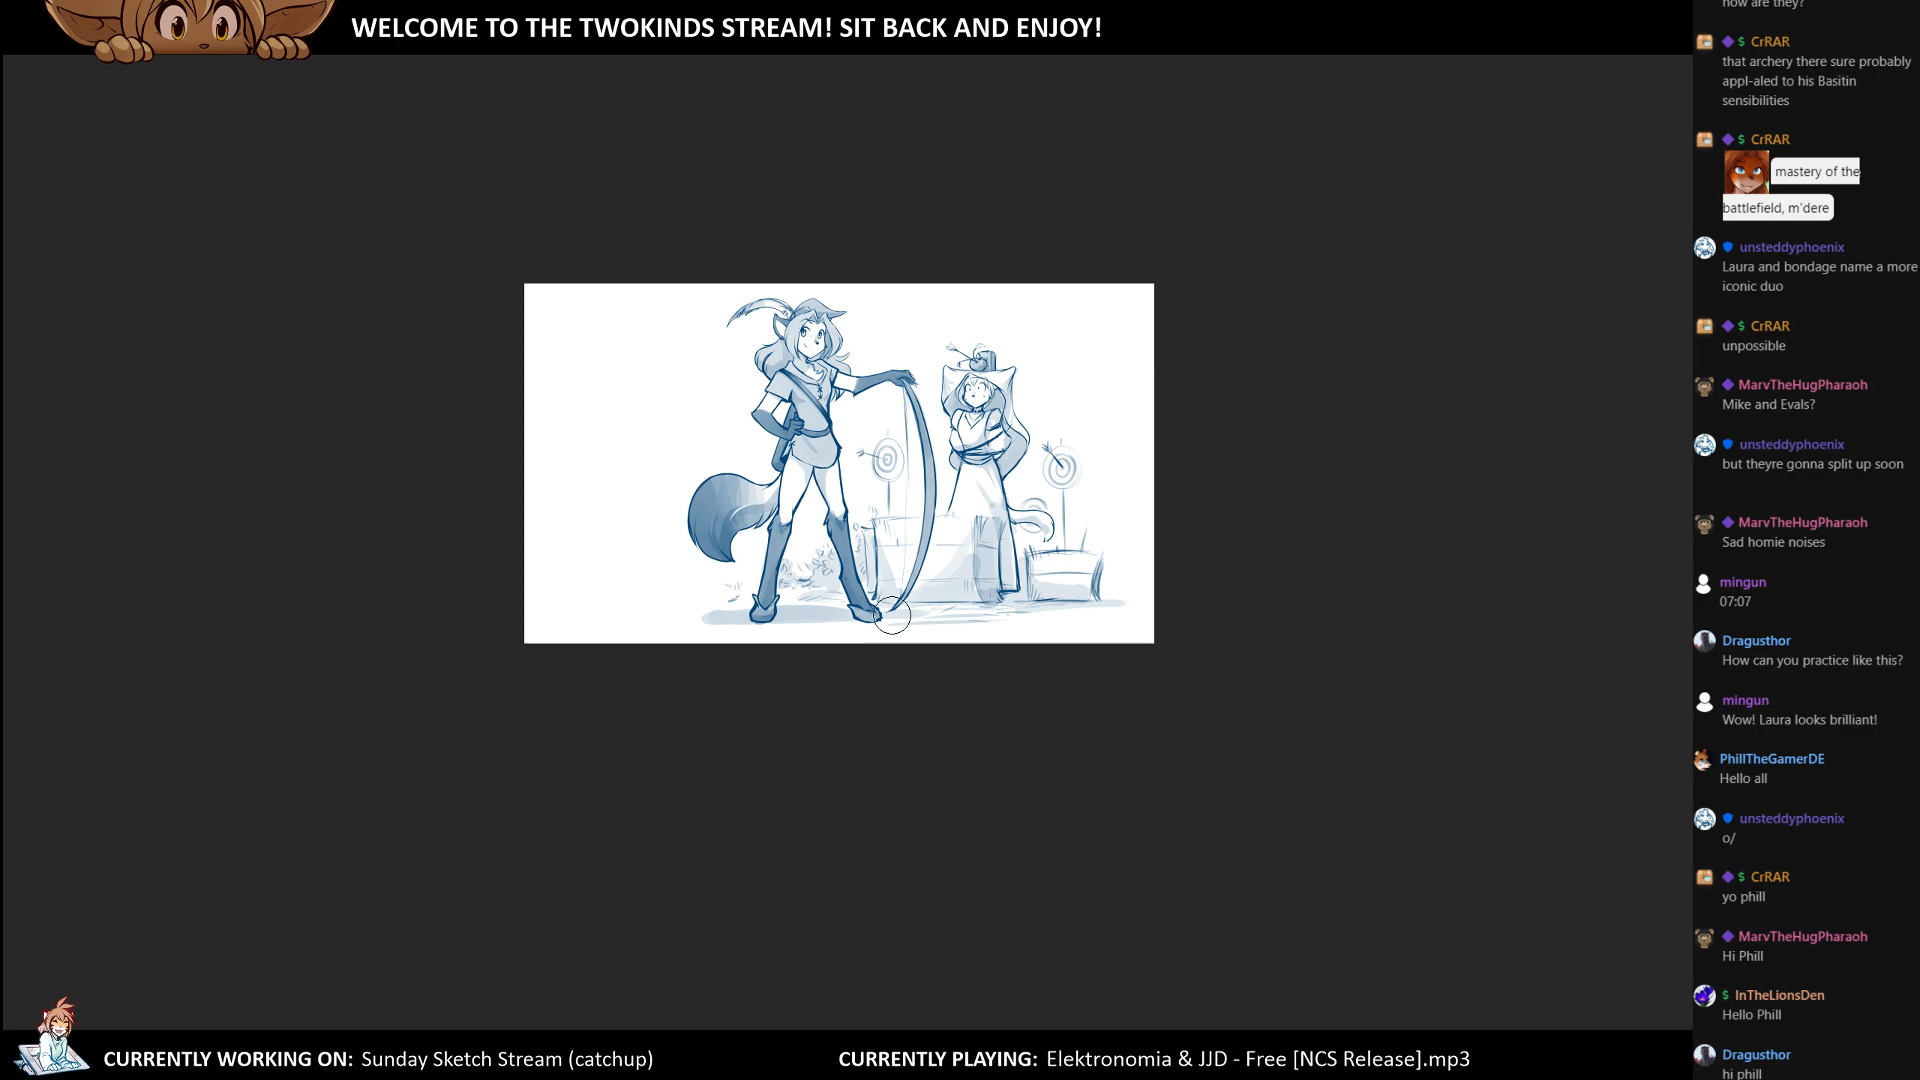 WELCOME TO THE TWOKINDS STREAM! SIT BACK AND ENJOY!
how are they?
$ CrRAR
that archery there sure probably
appl-aled to his Basitin
sensibilities
$ CrRAR
mastery of the
battlefield, m'dere
unsteddyphoenix
Laura and bondage name a more
iconic duo
$ CrRAR
unpossible
MarvTheHugPharaoh
Mike and Evals?
unsteddyphoenix
but theyre gonna split up soon
MarvTheHugPharaoh
Sad homie noises
mingun
07:07
Dragusthor
How can you practice like this?
mingun
Wow! Laura looks brilliant!
PhillTheGamerDE
Hello all
unsteddyphoenix
o/
$ CrRAR
yo phill
MarvTheHugPharaoh
Hi Phill
$ InTheLionsDen
Hello Phill
Dragusthor
hi phill
CURRENTLY WORKING ON: Sunday Sketch Stream (catchup)
CURRENTLY PLAYING: Elektronomia & JJD - Free [NCS Release].mp3